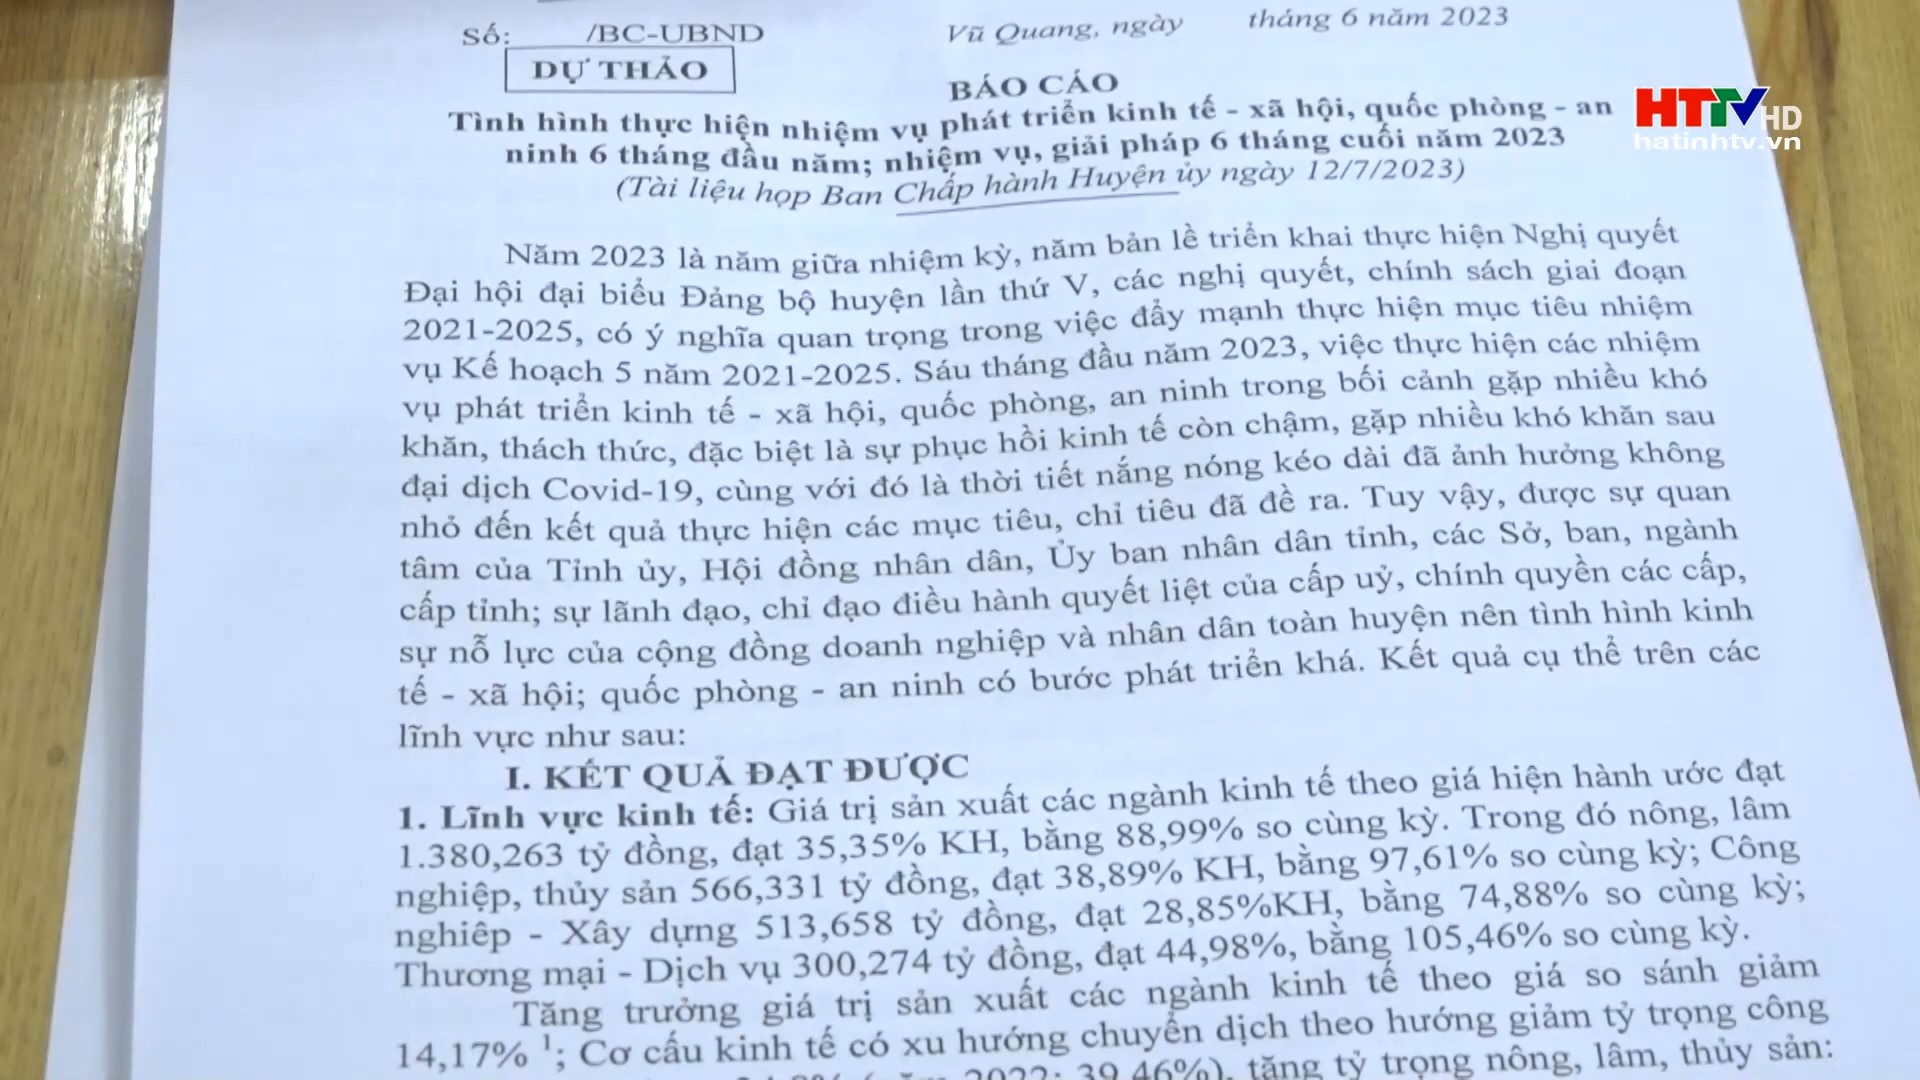 Số: /BC-UBND
Vũ Quang, ngày tháng 6 năm 2023
DỰ THẢO
BÁO CÁO
Tình hình thực hiện nhiệm vụ phát triển kinh tế - xã hội, quốc phòng - an
ninh 6 tháng đầu năm; nhiệm vụ, giải pháp 6 tháng cuối năm 2023
(Tài liệu họp Ban Chấp hành Huyện ủy ngày 12/7/2023)
HTTV HD
hatinhtv.vn
Năm 2023 là năm giữa nhiệm kỳ, năm bản lề triển khai thực hiện Nghị quyết
Đại hội đại biểu Đảng bộ huyện lần thứ V, các nghị quyết, chính sách giai đoạn
2021-2025, có ý nghĩa quan trọng trong việc đẩy mạnh thực hiện mục tiêu nhiệm
vụ Kế hoạch 5 năm 2021-2025. Sáu tháng đầu năm 2023, việc thực hiện các nhiệm
vụ phát triển kinh tế - xã hội, quốc phòng, an ninh trong bối cảnh gặp nhiều khó
khăn, thách thức, đặc biệt là sự phục hồi kinh tế còn chậm, gặp nhiều khó khăn sau
đại dịch Covid-19, cùng với đó là thời tiết nắng nóng kéo dài đã ảnh hưởng không
nhỏ đến kết quả thực hiện các mục tiêu, chỉ tiêu đã đề ra. Tuy vậy, được sự quan
tâm của Tỉnh ủy, Hội đồng nhân dân, Ủy ban nhân dân tỉnh, các Sở, ban, ngành
cấp tỉnh; sự lãnh đạo, chỉ đạo điều hành quyết liệt của cấp uỷ, chính quyền các cấp,
sự nỗ lực của cộng đồng doanh nghiệp và nhân dân toàn huyện nên tình hình kinh
tế - xã hội; quốc phòng - an ninh có bước phát triển khá. Kết quả cụ thể trên các
lĩnh vực như sau:
I. KẾT QUẢ ĐẠT ĐƯỢC
1. Lĩnh vực kinh tế: Giá trị sản xuất các ngành kinh tế theo giá hiện hành ước đạt
1.380,263 tỷ đồng, đạt 35,35% KH, bằng 88,99% so cùng kỳ. Trong đó nông, lâm
nghiệp, thủy sản 566,331 tỷ đồng, đạt 38,89% KH, bằng 97,61% so cùng kỳ; Công
nghiêp - Xây dựng 513,658 tỷ đồng, đạt 28,85%KH, bằng 74,88% so cùng kỳ;
Thương mại - Dịch vụ 300,274 tỷ đồng, đạt 44,98%, bằng 105,46% so cùng kỳ.
Tăng trưởng giá trị sản xuất các ngành kinh tế theo giá so sánh giảm
14,17% ¹; Cơ cấu kinh tế có xu hướng chuyển dịch theo hướng giảm tỷ trọng công
2022: 39,46%), tăng tỷ trọng nông, lâm, thủy sản: